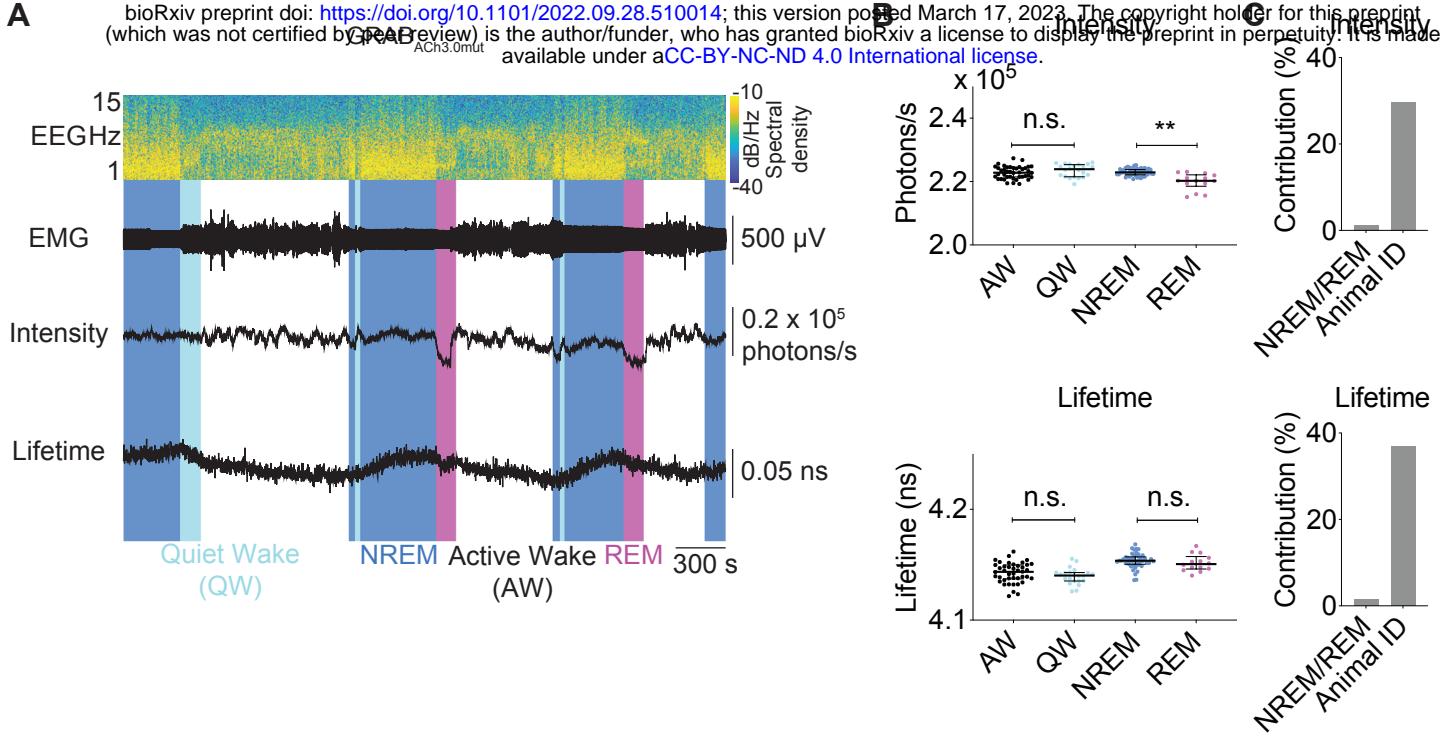 bioRxiv preprint doi: https://doi.org/10.1101/2022.09.28.510014; this version posted March 17, 2023. The copyright holder for this preprint
(which was not certified by peer review) is the author/funder, who has granted bioRxiv a license to display the preprint in perpetuity. It is made
available under aCC-BY-NC-ND 4.0 International license.
A
GRABACh3.0mut
15
EEGHz
1
-10
dB/Hz
-40
Spectral
density
EMG
500 µV
Intensity
0.2 x 10⁵
photons/s
Lifetime
0.05 ns
Quiet Wake
(QW)
NREM
Active Wake
(AW)
REM
300 s
B
Intensity
x 10⁵
Photons/s
2.4
2.2
2.0
n.s.
**
AW
QW
NREM
REM
Lifetime
Lifetime (ns)
4.2
4.1
n.s.
n.s.
AW
QW
NREM
REM
C
Intensity
Contribution (%)
40
20
0
NREM/REM
Animal ID
Lifetime
Contribution (%)
40
20
0
NREM/REM
Animal ID